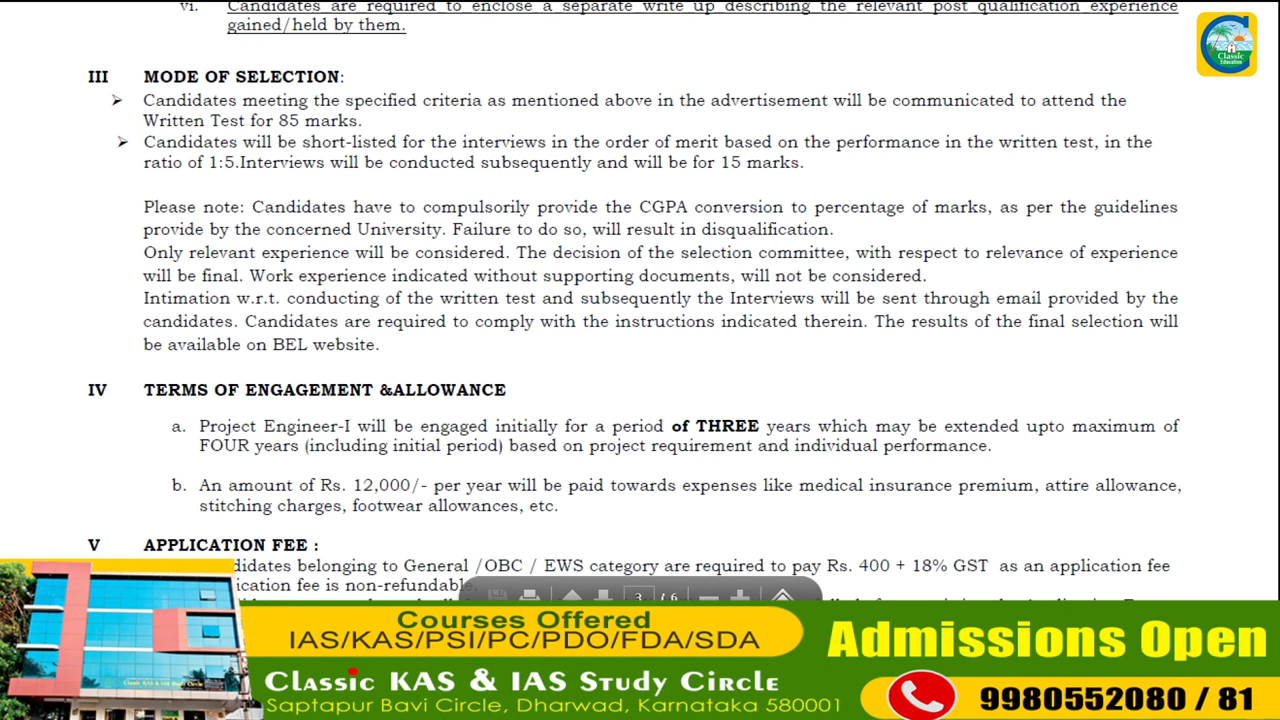 vi. Candidates are required to enclose a separate write up describing the relevant post qualification experience
gained/held by them.
Classic
Education
III MODE OF SELECTION:
➢ Candidates meeting the specified criteria as mentioned above in the advertisement will be communicated to attend the
Written Test for 85 marks.
➢ Candidates will be short-listed for the interviews in the order of merit based on the performance in the written test, in the
ratio of 1:5.Interviews will be conducted subsequently and will be for 15 marks.
Please note: Candidates have to compulsorily provide the CGPA conversion to percentage of marks, as per the guidelines
provide by the concerned University. Failure to do so, will result in disqualification.
Only relevant experience will be considered. The decision of the selection committee, with respect to relevance of experience
will be final. Work experience indicated without supporting documents, will not be considered.
Intimation w.r.t. conducting of the written test and subsequently the Interviews will be sent through email provided by the
candidates. Candidates are required to comply with the instructions indicated therein. The results of the final selection will
be available on BEL website.
IV TERMS OF ENGAGEMENT &ALLOWANCE
a. Project Engineer-I will be engaged initially for a period of THREE years which may be extended upto maximum of
FOUR years (including initial period) based on project requirement and individual performance.
b. An amount of Rs. 12,000/- per year will be paid towards expenses like medical insurance premium, attire allowance,
stitching charges, footwear allowances, etc.
V APPLICATION FEE :
didates belonging to General /OBC / EWS category are required to pay Rs. 400 + 18% GST as an application fee
ication fee is non-refundable.
3 / 6
Courses Offered
IAS/KAS/PSI/PC/PDO/FDA/SDA
Classic KAS & IAS Study Circle
Saptapur Bavi Circle, Dharwad, Karnataka 580001
Admissions Open
9980552080 / 81